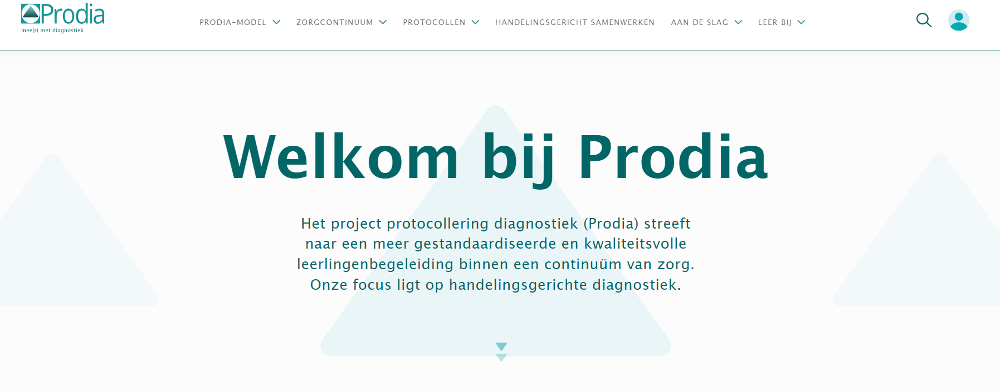 Prodia
mee(r) met diagnostiek
PRODIA-MODEL
ZORGCONTINUUM
PROTOCOLLEN
HANDELINGSGERICHT SAMENWERKEN
AAN DE SLAG
LEER BIJ
Welkom bij Prodia
Het project protocollering diagnostiek (Prodia) streeft
naar een meer gestandaardiseerde en kwaliteitsvolle
leerlingenbegeleiding binnen een continuüm van zorg.
Onze focus ligt op handelingsgerichte diagnostiek.